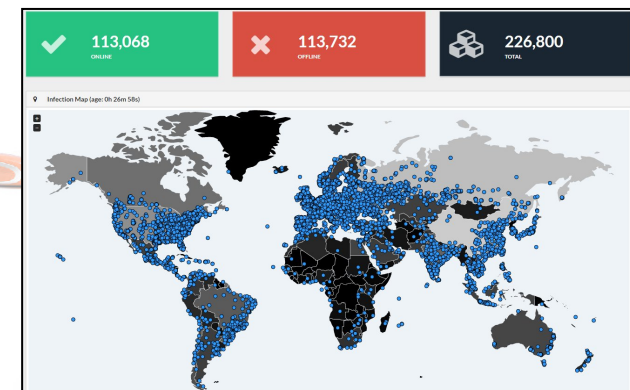 113,068
ONLINE
113,732
OFFLINE
226,800
TOTAL
Infection Map (age: 0h 26m 58s)
+
-